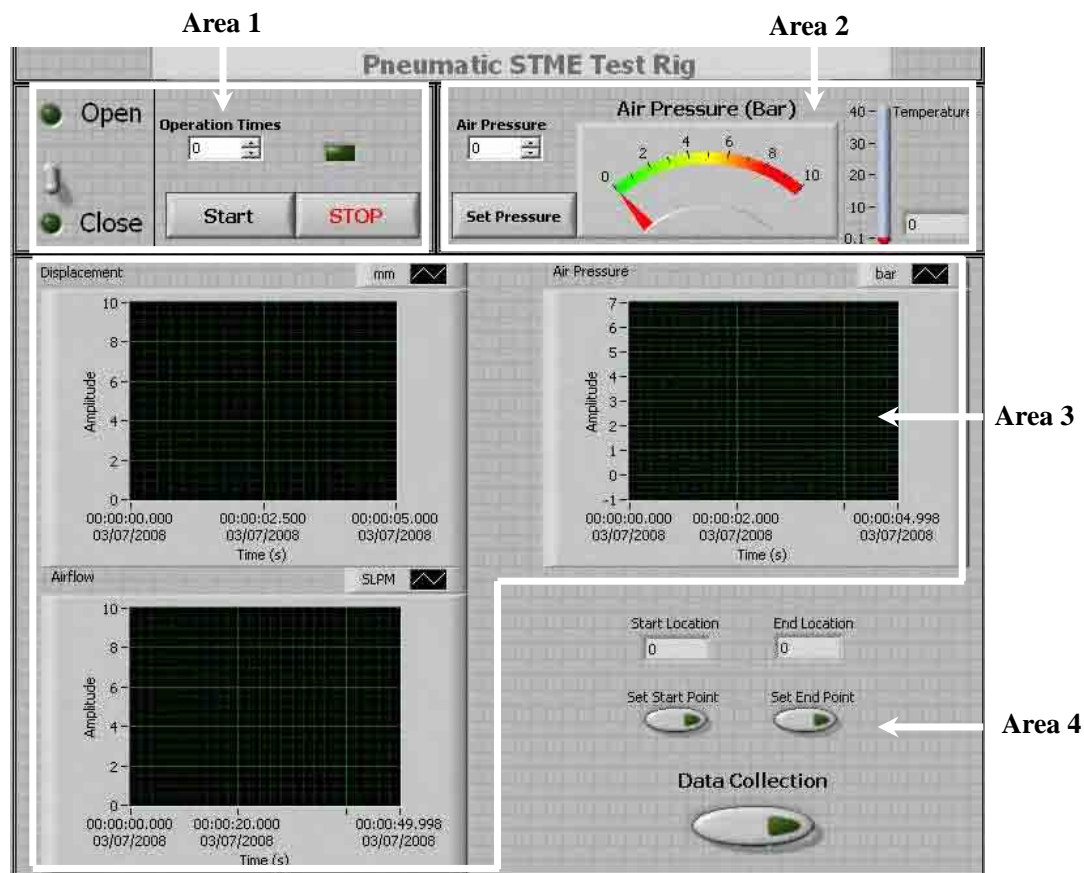 Area 1
Area 2
Pneumatic STME Test Rig
Open
Operation Times
0
Close
Start
STOP
Air Pressure
0
Set Pressure
Air Pressure (Bar)
0 2 4 6 8 10
Temperature
40
30
20
10
0.1
0
Displacement
mm
10
8
6
4
2
0
Amplitude
00:00:00.000 00:00:02.500 00:00:05.000
03/07/2008 03/07/2008 03/07/2008
Time (s)
Air Pressure
bar
7
6
5
4
3
2
1
0
-1
Amplitude
00:00:00.000 00:00:02.000 00:00:04.998
03/07/2008 03/07/2008 03/07/2008
Time (s)
Area 3
Airflow
SLPM
10
8
6
4
2
0
Amplitude
00:00:00.000 00:00:20.000 00:00:49.998
03/07/2008 03/07/2008 03/07/2008
Time (s)
Start Location End Location
0 0
Set Start Point Set End Point
Area 4
Data Collection